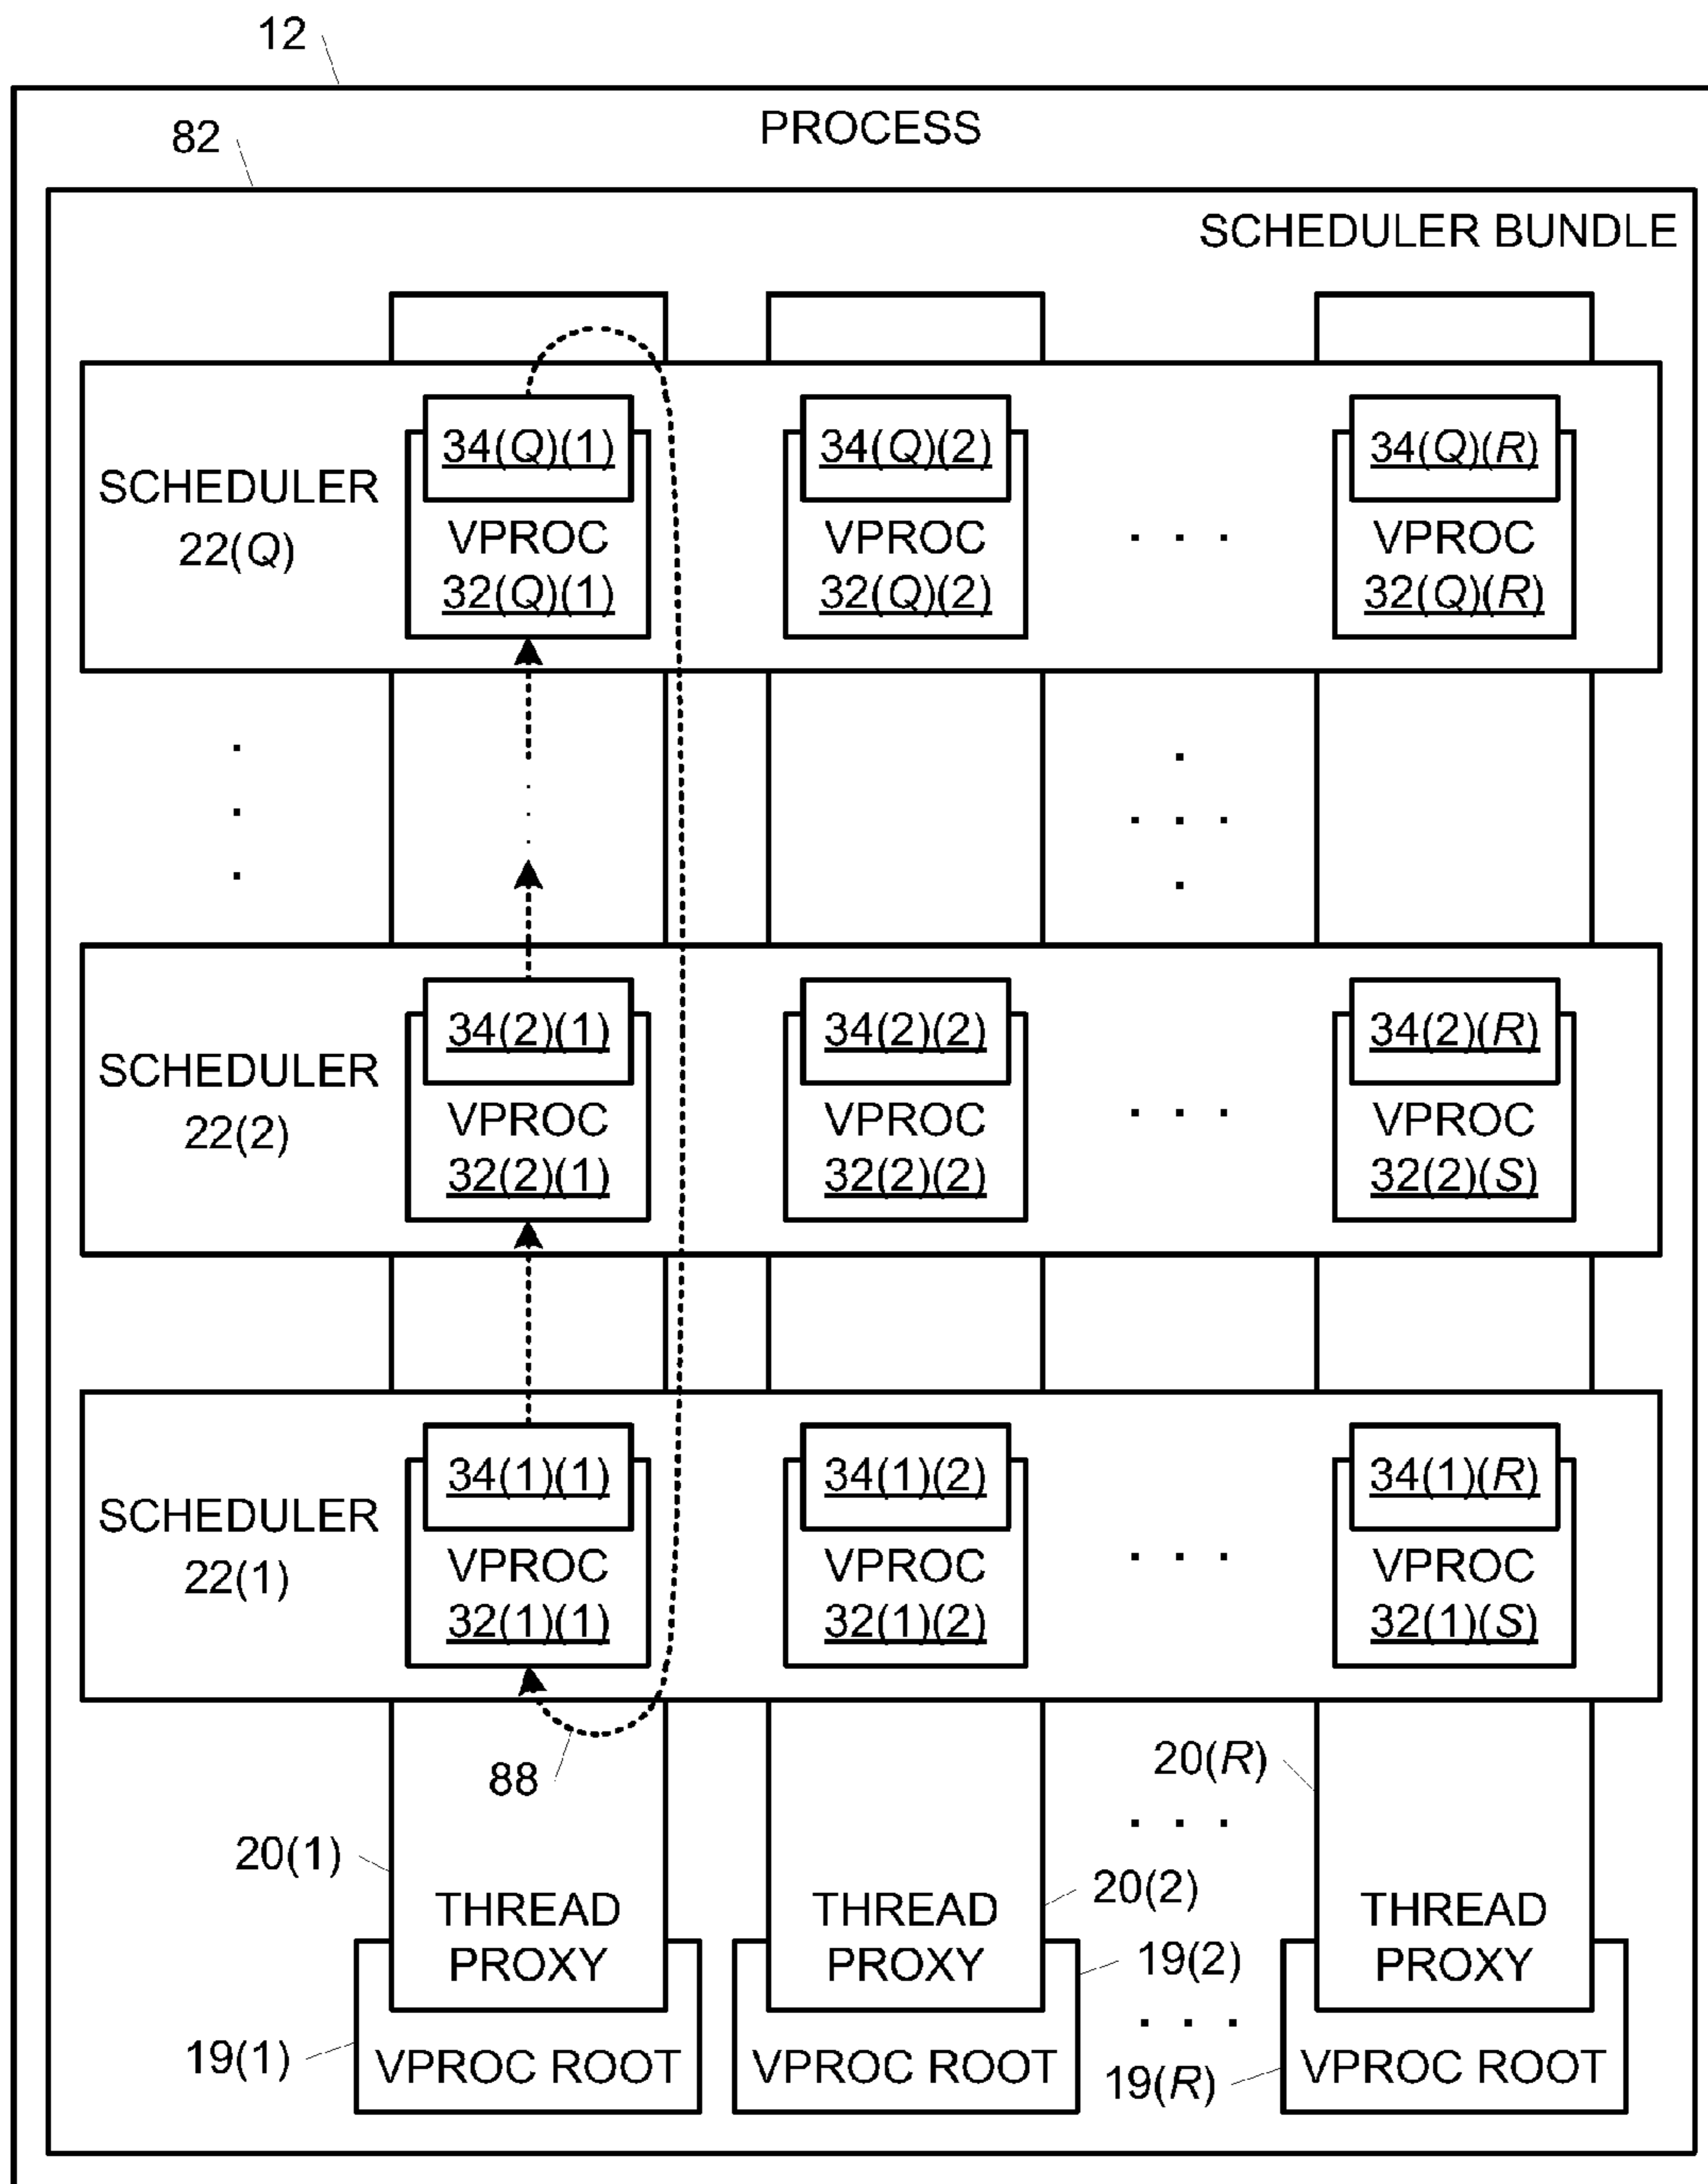 12
PROCESS
82
SCHEDULER BUNDLE
34(Q)(1) 34(Q)(2) 34(Q)(R)
SCHEDULER VPROC VPROC . . . VPROC
22(Q) 32(Q)(1) 32(Q)(2) 32(Q)(R)
34(2)(1) 34(2)(2) 34(2)(R)
SCHEDULER VPROC VPROC . . . VPROC
22(2) 32(2)(1) 32(2)(2) 32(2)(S)
34(1)(1) 34(1)(2) 34(1)(R)
SCHEDULER VPROC VPROC . . . VPROC
22(1) 32(1)(1) 32(1)(2) 32(1)(S)
88
20(R)
. . .
20(1)
20(2)
THREAD THREAD THREAD
PROXY PROXY PROXY
19(2)
. . .
19(1)
VPROC ROOT VPROC ROOT VPROC ROOT
19(R)